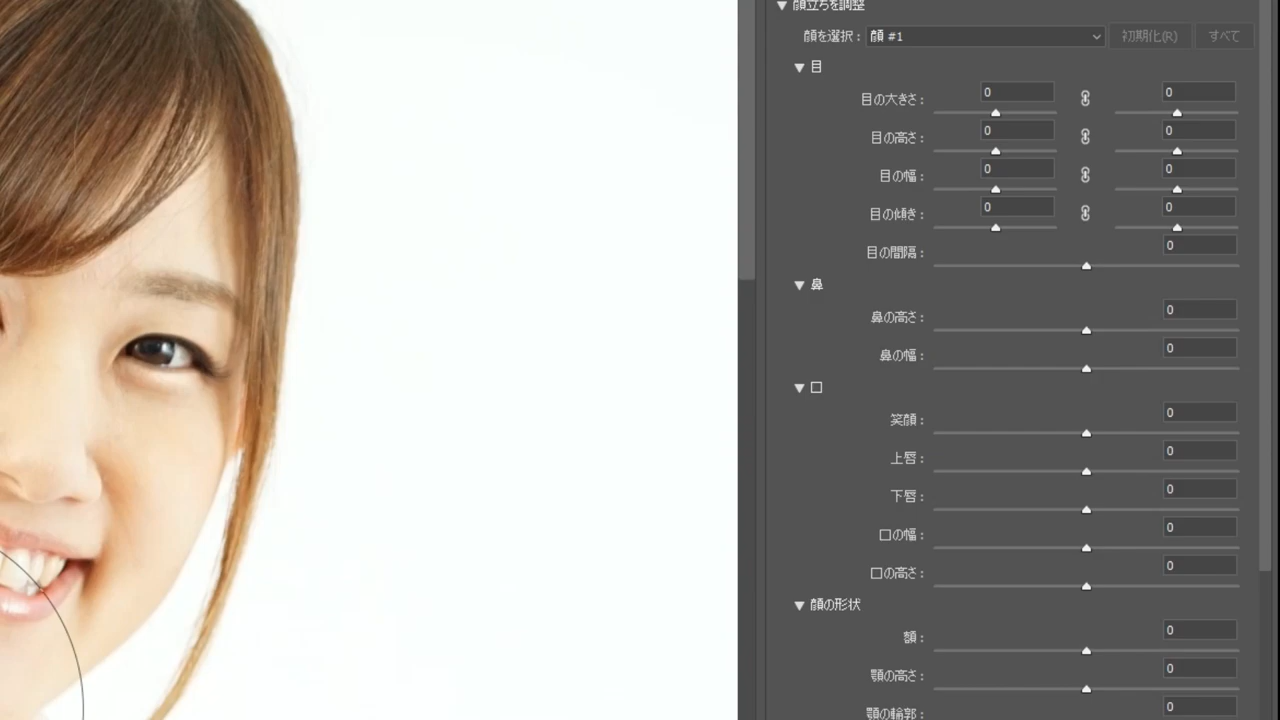 顔立ちを調整
顔を選択： 顔 #1 初期化(R) すべて
目
目の大きさ： 0 0
目の高さ： 0 0
目の幅： 0 0
目の傾き： 0 0
目の間隔： 0
鼻
鼻の高さ： 0
鼻の幅： 0
口
笑顔： 0
上唇： 0
下唇： 0
口の幅： 0
口の高さ： 0
顔の形状
額： 0
顎の高さ： 0
顎の輪郭： 0